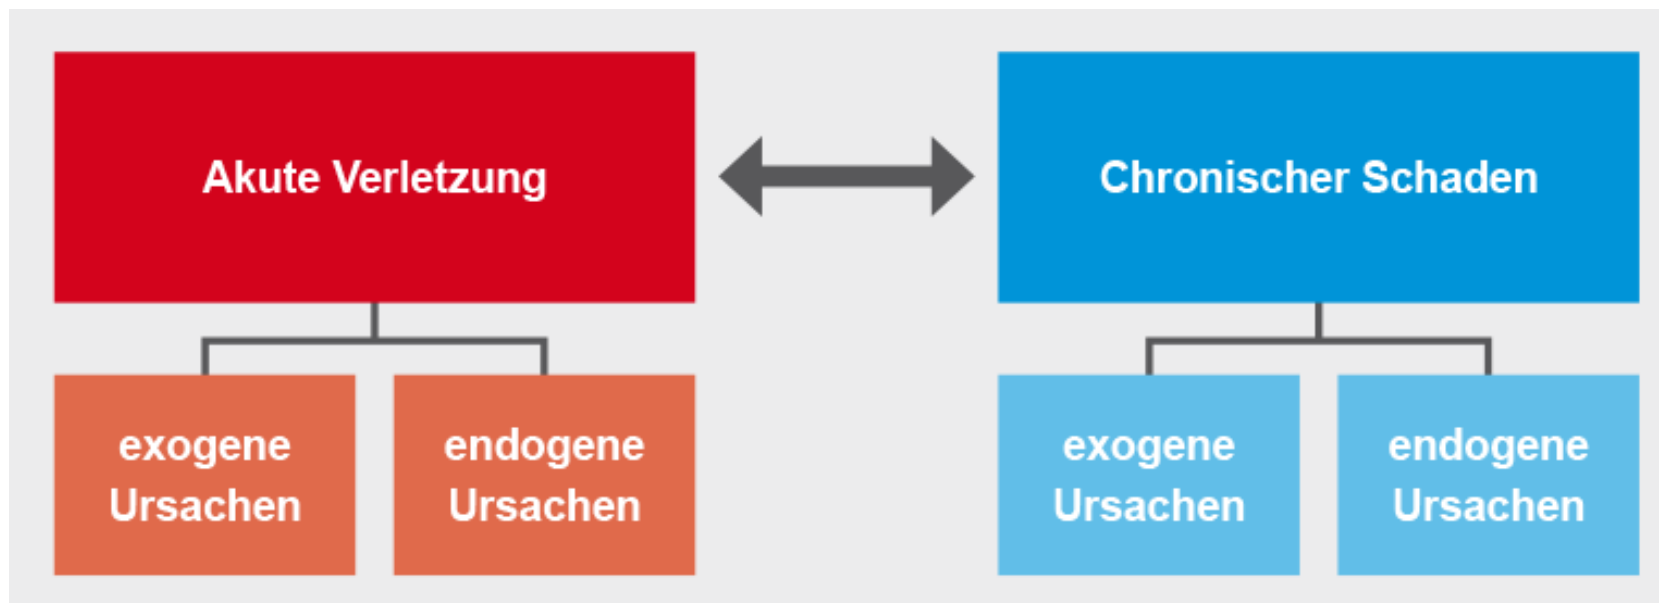 Akute Verletzung
Chronischer Schaden
exogene
Ursachen
endogene
Ursachen
exogene
Ursachen
endogene
Ursachen